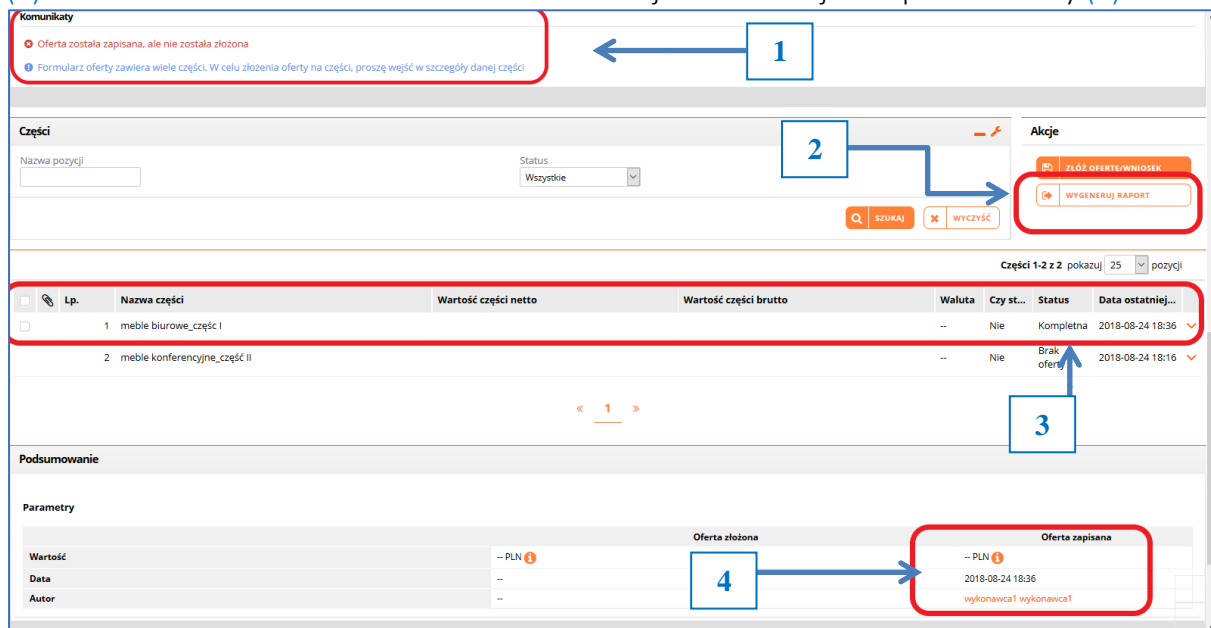 Komunikaty
Oferta została zapisana, ale nie została złożona
Formularz oferty zawiera wiele części. W celu złożenia oferty na części, proszę wejść w szczegóły danej części
1
Części
Akcje
2
Nazwa pozycji
Status
Wszystkie
ZŁÓŻ OFERTE/WNIOSEK
WYGENERUJ RAPORT
SZUKAJ
WYCZYŚĆ
Części 1-2 z 2 pokazuj 25 pozycji
Lp. Nazwa części Wartość części netto Wartość części brutto Waluta Czy st... Status Data ostatniej...
1 meble biurowe_częśc I -- Nie Kompletna 2018-08-24 18:36
2 meble konferencyjne_część II -- Nie Brak oferty 2018-08-24 18:16
« 1 »
3
Podsumowanie
Parametry
Oferta złożona Oferta zapisana
Wartość -- PLN -- PLN
Data -- 2018-08-24 18:36
Autor -- wykonawca1 wykonawca1
4